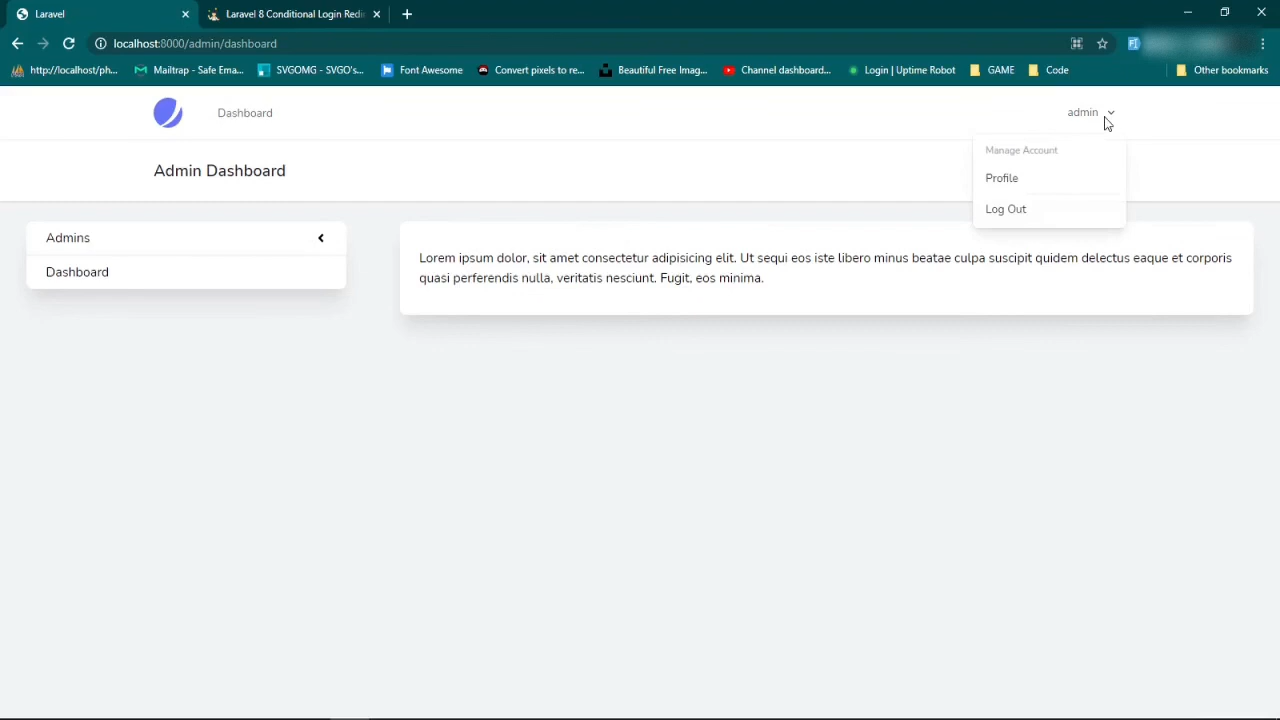 Laravel
Laravel 8 Conditional Login Redi
localhost:8000/admin/dashboard
http://localhost/ph...
Mailtrap - Safe Ema...
SVGOMG - SVGO's...
Font Awesome
Convert pixels to re...
Beautiful Free Imag...
Channel dashboard...
Login | Uptime Robot
GAME
Code
Other bookmarks
Dashboard
admin
Manage Account
Profile
Log Out
Admin Dashboard
Admins
Dashboard
Lorem ipsum dolor, sit amet consectetur adipisicing elit. Ut sequi eos iste libero minus beatae culpa suscipit quidem delectus eaque et corporis
quasi perferendis nulla, veritatis nesciunt. Fugit, eos minima.